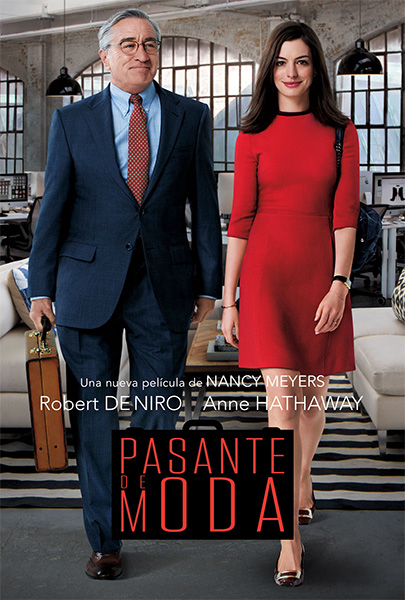 Una nueva película de NANCY MEYERS
Robert DE NIRO Anne HATHAWAY
PASANTE
DE
MODA